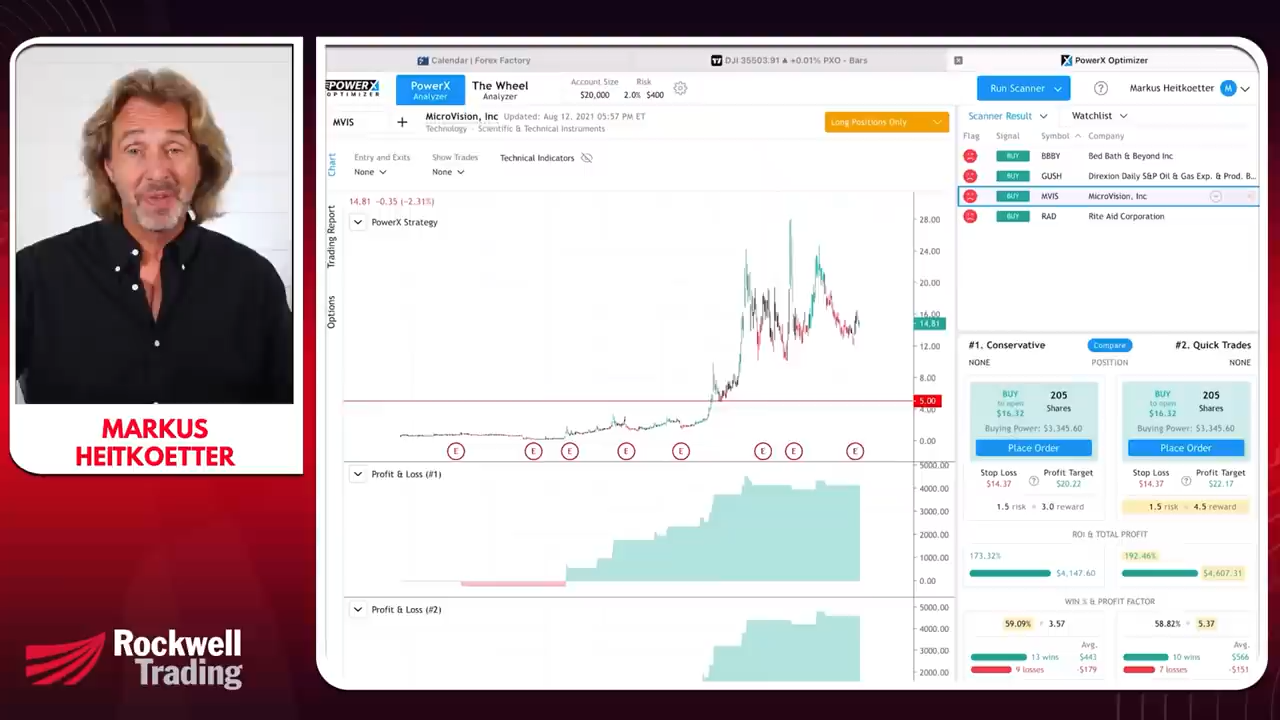 Calendar | Forex Factory
DJI 35503.91 ▲ +0.01% PXO - Bars
PowerX Optimizer
POWERX
OPTIMIZER
PowerX
Analyzer
The Wheel
Analyzer
Account Size
$20,000
Risk
2.0% $400
Run Scanner
Markus Heitkoetter
M
MVIS
+
MicroVision, Inc Updated: Aug 12, 2021 05:57 PM ET
Technology - Scientific & Technical Instruments
Long Positions Only
Scanner Result
Watchlist
Flag Signal Symbol Company
BUY BBBY Bed Bath & Beyond Inc
BUY GUSH Direxion Daily S&P Oil & Gas Exp. & Prod. B...
BUY MVIS MicroVision, Inc
BUY RAD Rite Aid Corporation
Chart
Trading Report
Options
Entry and Exits
None
Show Trades
None
Technical Indicators
14.81 -0.35 (-2.31%)
PowerX Strategy
28.00
24.00
20.00
16.00
14.81
12.00
8.00
5.00
4.00
0.00
E E E E E E E E
Profit & Loss (#1)
5000.00
4000.00
3000.00
2000.00
1000.00
0.00
Profit & Loss (#2)
5000.00
4000.00
3000.00
2000.00
#1. Conservative
Compare
#2. Quick Trades
NONE
POSITION
NONE
BUY
to open
$16.32
205
Shares
Buying Power: $3,345.60
Place Order
Stop Loss
$14.37
Profit Target
$20.22
1.5 risk = 3.0 reward
BUY
to open
$16.32
205
Shares
Buying Power: $3,345.60
Place Order
Stop Loss
$14.37
Profit Target
$22.17
1.5 risk = 4.5 reward
ROI & TOTAL PROFIT
173.32%
$4,147.60
192.46%
$4,607.31
WIN % & PROFIT FACTOR
59.09% 3.57
58.82% 5.37
Avg.
13 wins $443
9 losses -$179
Avg.
10 wins $566
7 losses -$151
MARKUS
HEITKOETTER
Rockwell
Trading